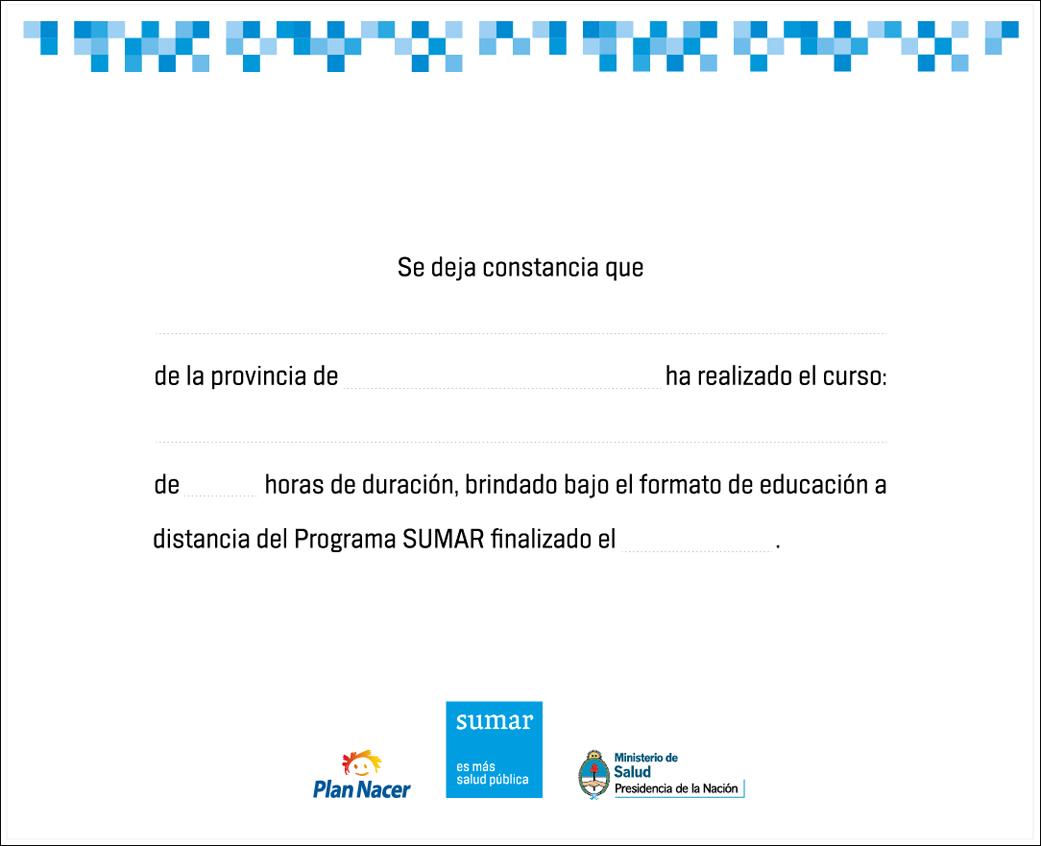 Se deja constancia que
de la provincia de ha realizado el curso:
de horas de duración, brindado bajo el formato de educación a
distancia del Programa SUMAR finalizado el .
Plan Nacer
sumar
es más
salud pública
Ministerio de
Salud
Presidencia de la Nación